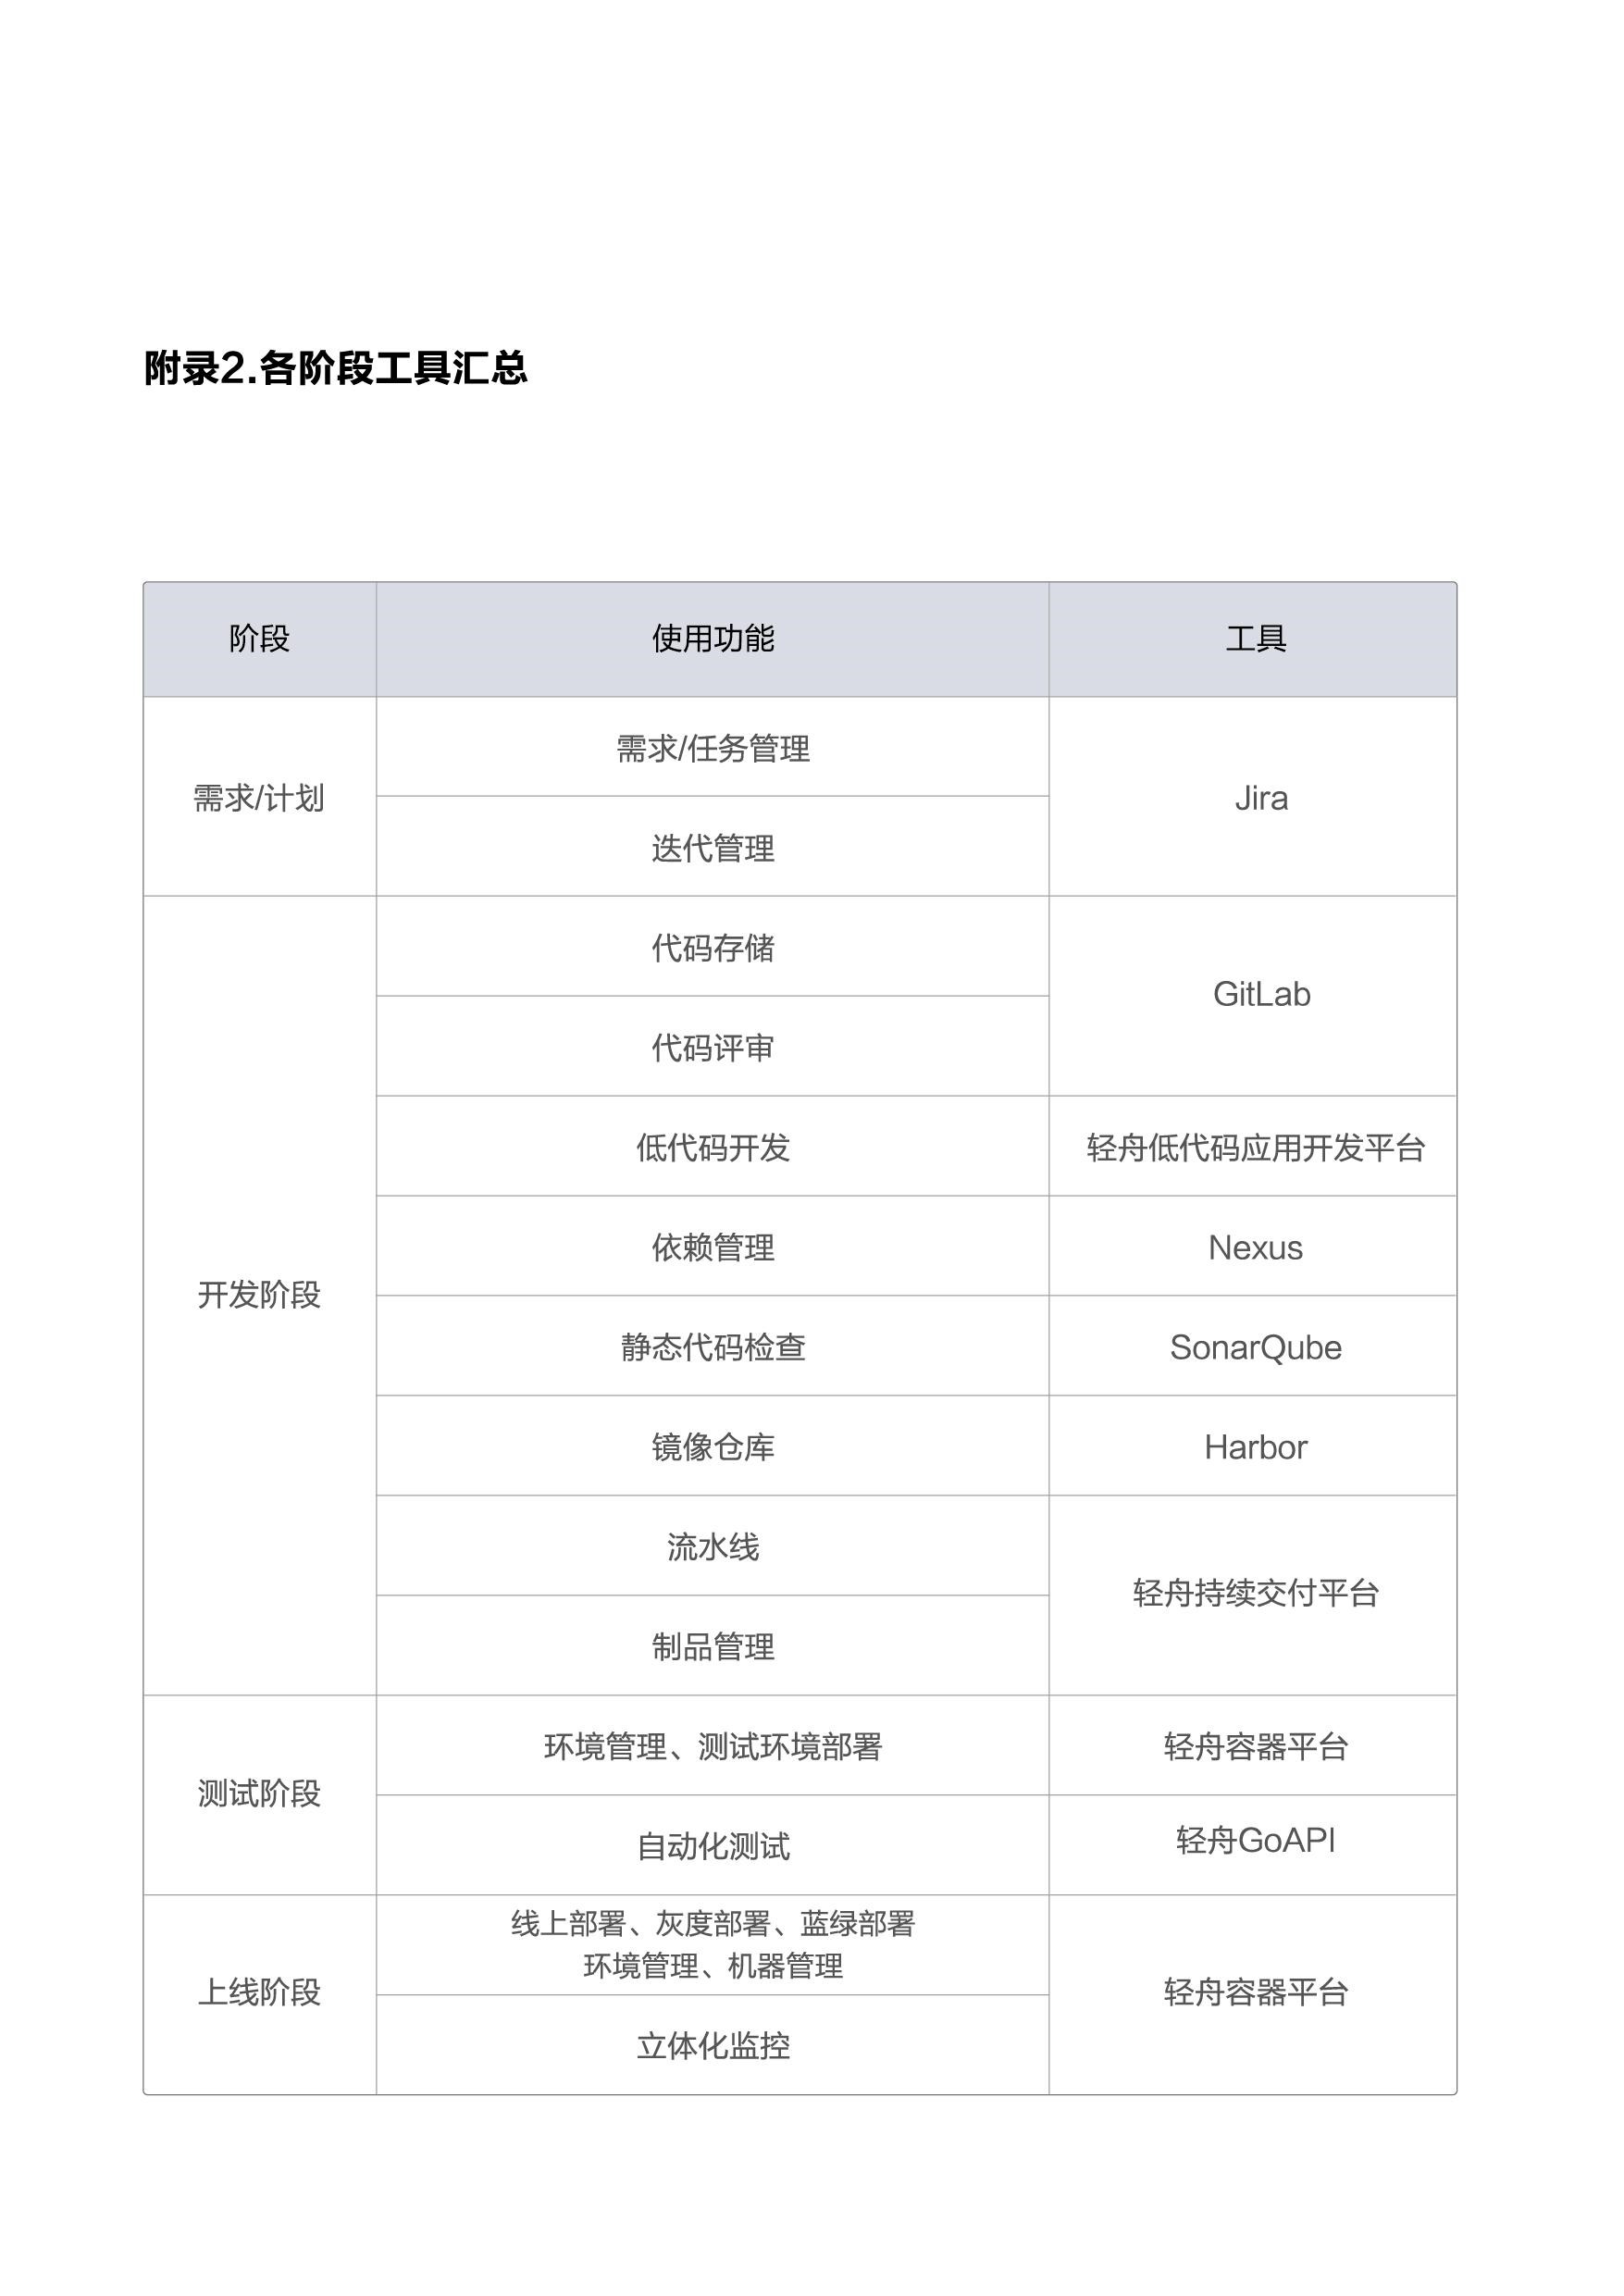 附录2.各阶段工具汇总
阶段 使用功能 工具
需求/计划 需求/任务管理 Jira
迭代管理
开发阶段 代码存储 GitLab
代码评审
低代码开发 轻舟低代码应用开发平台
依赖管理 Nexus
静态代码检查 SonarQube
镜像仓库 Harbor
流水线 轻舟持续交付平台
制品管理
测试阶段 环境管理、测试环境部署 轻舟容器平台
自动化测试 轻舟GoAPI
上线阶段 线上部署、灰度部署、蓝绿部署 轻舟容器平台
环境管理、机器管理
立体化监控